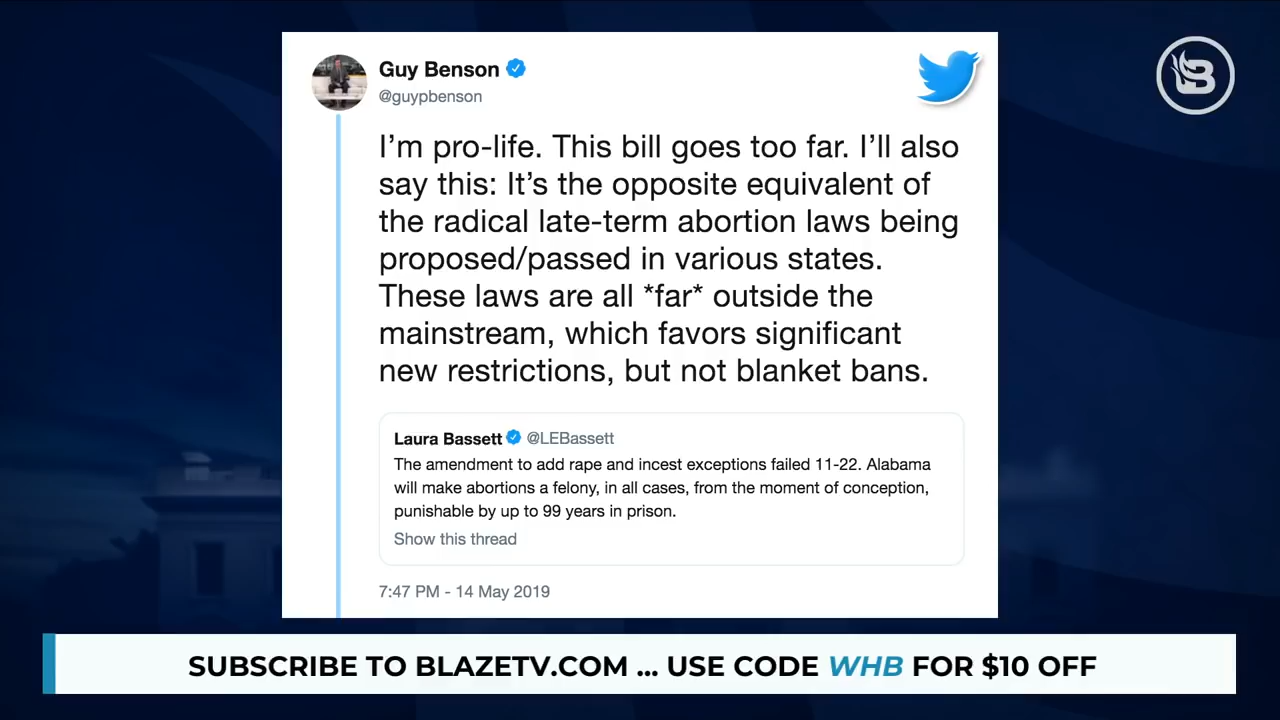 Guy Benson
@guypbenson
I’m pro-life. This bill goes too far. I’ll also
say this: It’s the opposite equivalent of
the radical late-term abortion laws being
proposed/passed in various states.
These laws are all *far* outside the
mainstream, which favors significant
new restrictions, but not blanket bans.
Laura Bassett @LEBassett
The amendment to add rape and incest exceptions failed 11-22. Alabama
will make abortions a felony, in all cases, from the moment of conception,
punishable by up to 99 years in prison.
Show this thread
7:47 PM - 14 May 2019
B
SUBSCRIBE TO BLAZETV.COM ... USE CODE WHB FOR $10 OFF